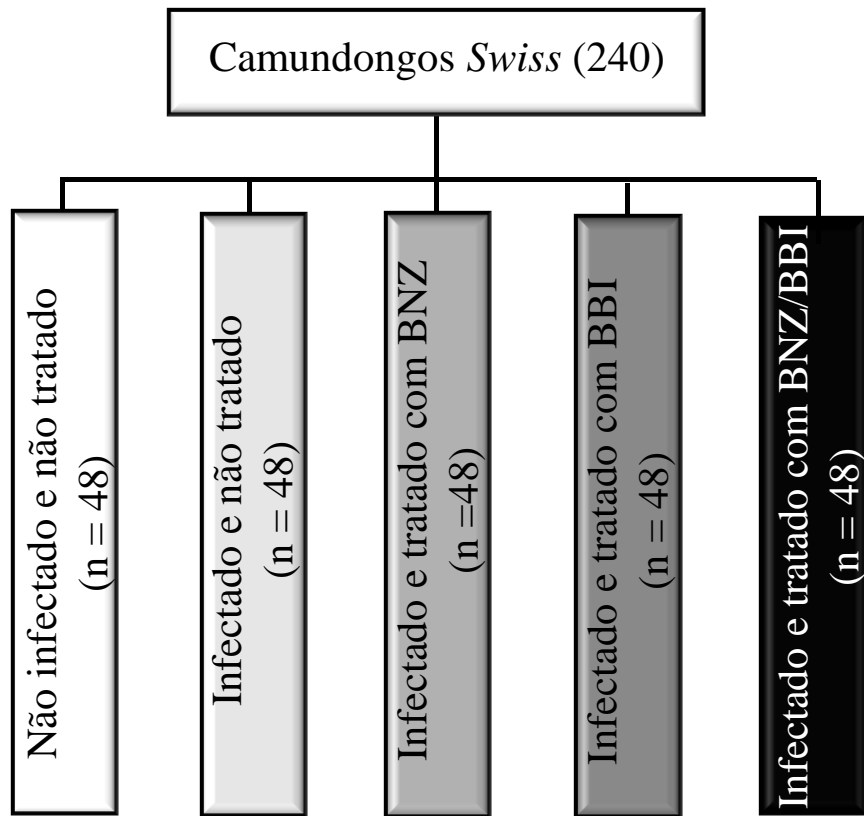 Camundongos Swiss (240)
Não infectado e não tratado
(n = 48)
Infectado e não tratado
(n = 48)
Infectado e tratado com BNZ
(n =48)
Infectado e tratado com BBI
(n = 48)
Infectado e tratado com BNZ/BBI
(n = 48)